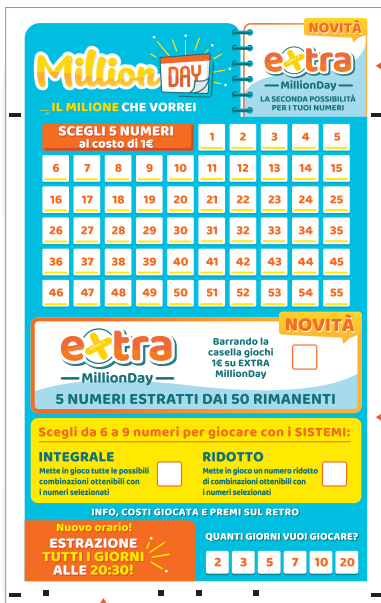 Million DAY
IL MILIONE CHE VORREI
NOVITÀ
extra
MillionDay
LA SECONDA POSSIBILITÀ
PER I TUOI NUMERI
SCEGLI 5 NUMERI
al costo di 1€
1 2 3 4 5
6 7 8 9 10 11 12 13 14 15
16 17 18 19 20 21 22 23 24 25
26 27 28 29 30 31 32 33 34 35
36 37 38 39 40 41 42 43 44 45
46 47 48 49 50 51 52 53 54 55
NOVITÀ
extra
MillionDay
Barrando la
casella giochi
1€ su EXTRA
MillionDay
5 NUMERI ESTRATTI DAI 50 RIMANENTI
Scegli da 6 a 9 numeri per giocare con i SISTEMI:
INTEGRALE
Mette in gioco tutte le possibili
combinazioni ottenibili con
i numeri selezionati
RIDOTTO
Mette in gioco un numero ridotto
di combinazioni ottenibili con
i numeri selezionati
INFO, COSTI GIOCATA E PREMI SUL RETRO
Nuovo orario!
ESTRAZIONE
TUTTI I GIORNI
ALLE 20:30!
QUANTI GIORNI VUOI GIOCARE?
2 3 5 7 10 20